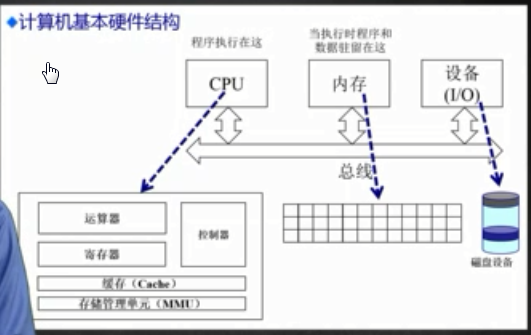 计算机基本硬件结构
程序执行在这
当执行时程序和
数据驻留在这
CPU
内存
设备
(I/O)
总线
运算器
控制器
寄存器
缓存（Cache）
存储管理单元（MMU）
磁盘设备